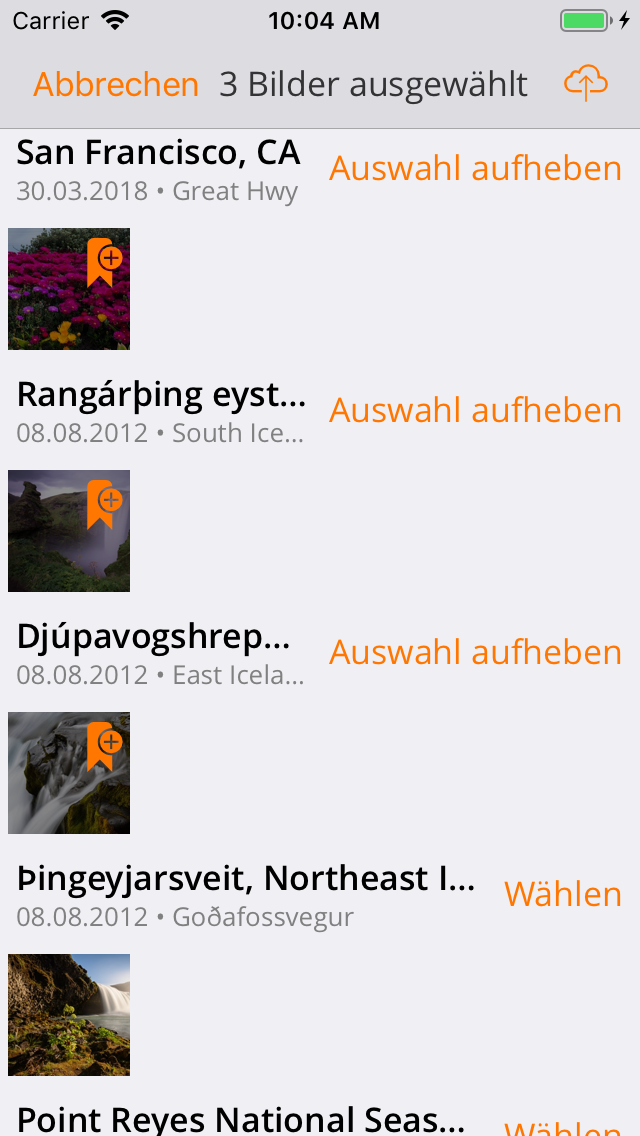 Carrier 10:04 AM
Abbrechen 3 Bilder ausgewählt
San Francisco, CA
Auswahl aufheben
30.03.2018 • Great Hwy
Rangárþing eyst...
Auswahl aufheben
08.08.2012 • South Ice...
Djúpavogshrep...
Auswahl aufheben
08.08.2012 • East Icela...
Þingeyjarsveit, Northeast I...
Wählen
08.08.2012 • Goðafossvegur
Point Reyes National Seas...
Wählen